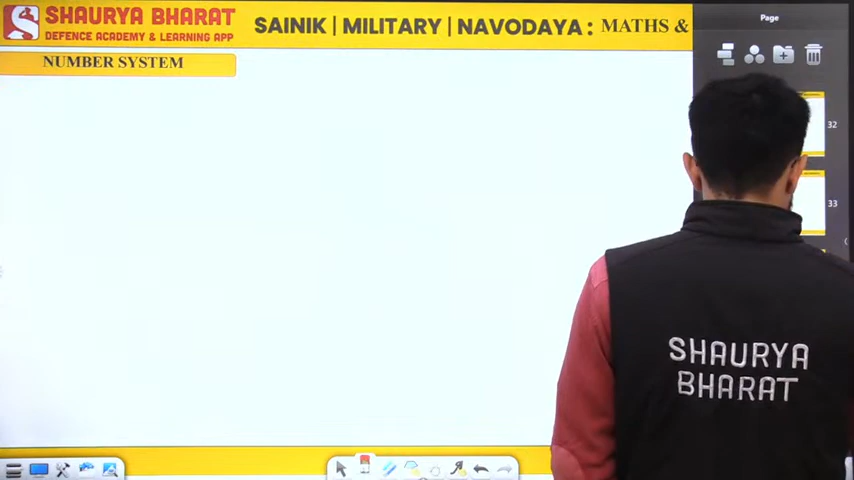 SHAURYA BHARAT
DEFENCE ACADEMY & LEARNING APP
SAINIK | MILITARY | NAVODAYA : MATHS &
NUMBER SYSTEM
Page
32
33
SHAURYA
BHARAT